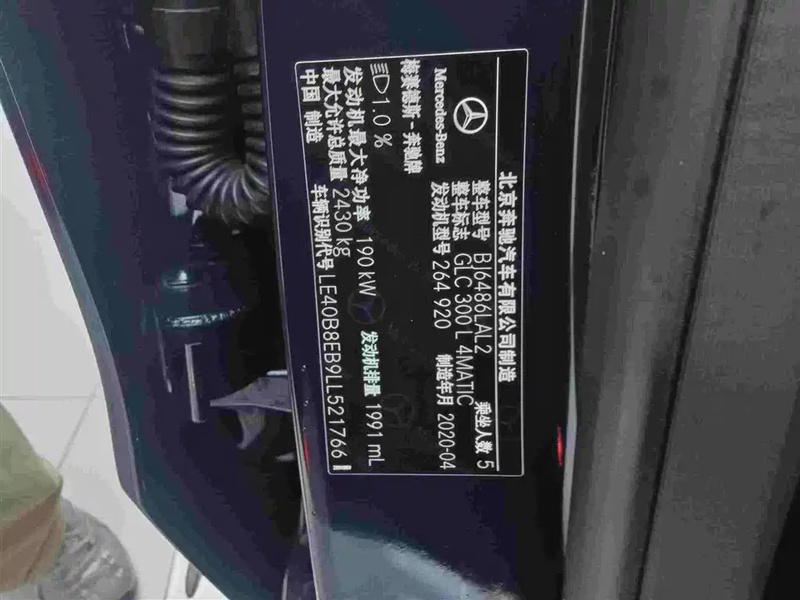 北京奔驰汽车有限公司制造
Mercedes-Benz
梅赛德斯-奔驰牌
整车型号 BJ6486LAL2 乘坐人数 5
整车标志 GLC 300 L 4MATIC
发动机型号 264 920 制造年月 2020-04
1.0 %
发动机最大净功率 190 kW 发动机排量 1991 mL
最大允许总质量 2430 kg
中国 制造 车辆识别代号 LE40B8EB9LL521766